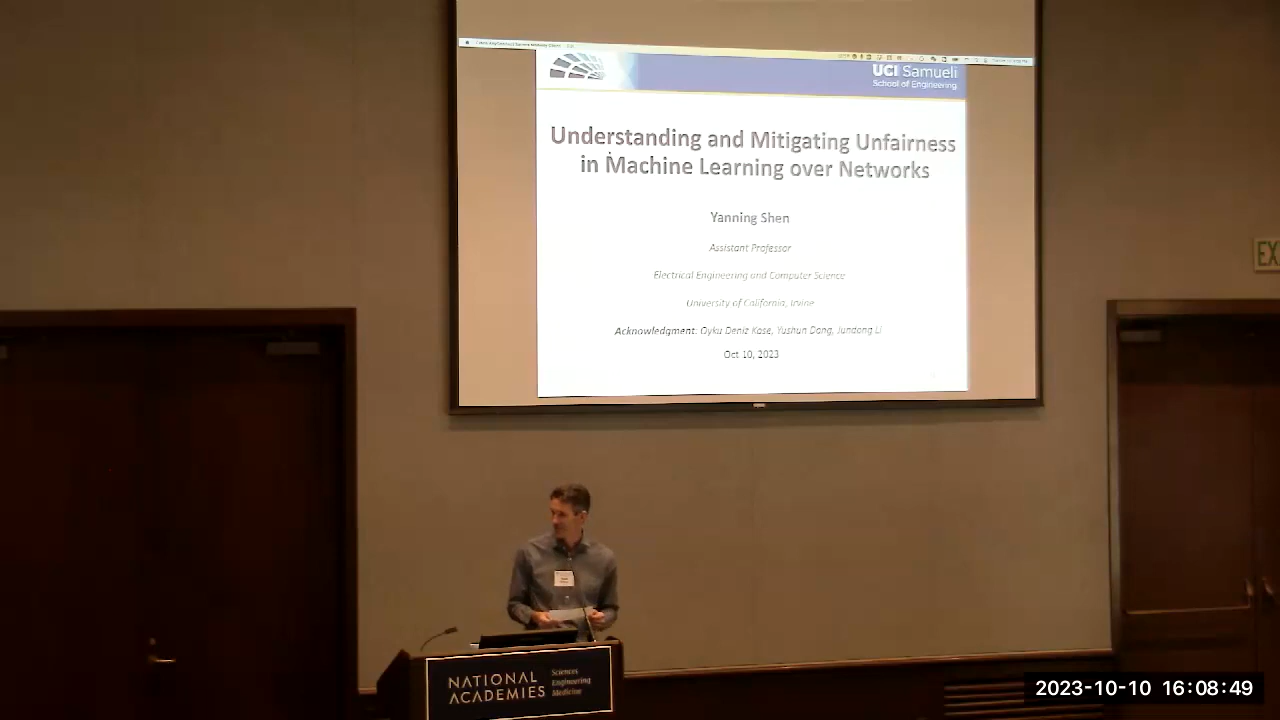 UCI Samueli
School of Engineering
Understanding and Mitigating Unfairness
in Machine Learning over Networks
Yanning Shen
Assistant Professor
Electrical Engineering and Computer Science
University of California, Irvine
Acknowledgment: Oyku Deniz Kose, Yushun Dong, Jundong Li
Oct 10, 2023
EX
NATIONAL
ACADEMIES
Sciences
Engineering
Medicine
2023-10-10 16:08:49